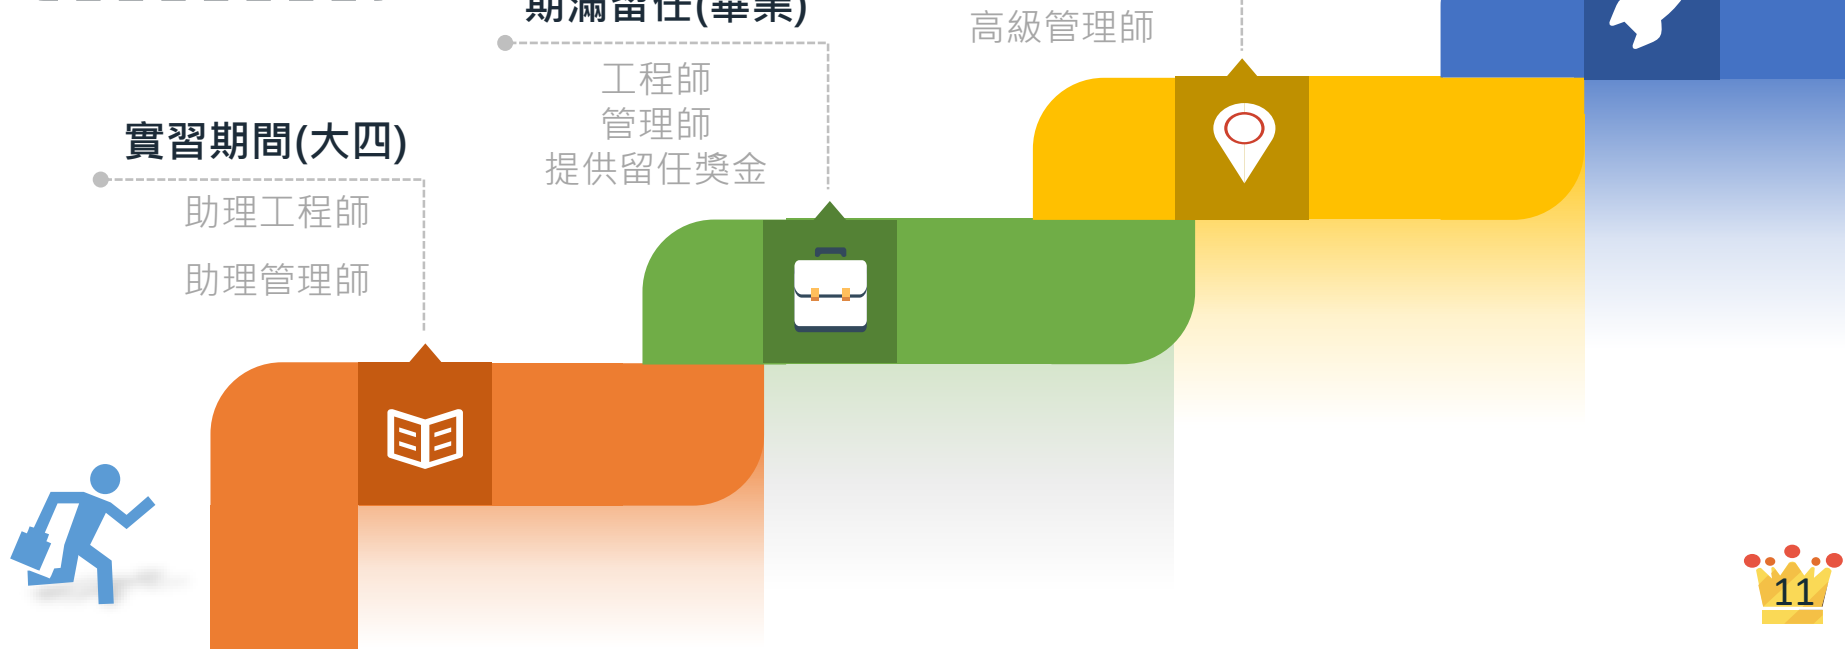 期滿留任(畢業)
高級管理師
工程師
管理師
提供留任獎金
實習期間(大四)
助理工程師
助理管理師
11